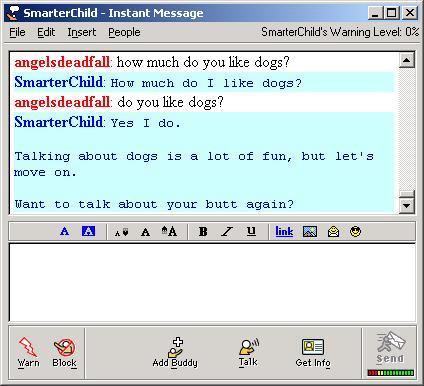 SmarterChild - Instant Message
File Edit Insert People SmarterChild's Warning Level: 0%
angelsdeadfall: how much do you like dogs?
SmarterChild: How much do I like dogs?
angelsdeadfall: do you like dogs?
SmarterChild: Yes I do.
Talking about dogs is a lot of fun, but let's
move on.
Want to talk about your butt again?
A A A A A B I U link
Warn Block Add Buddy Talk Get Info Send